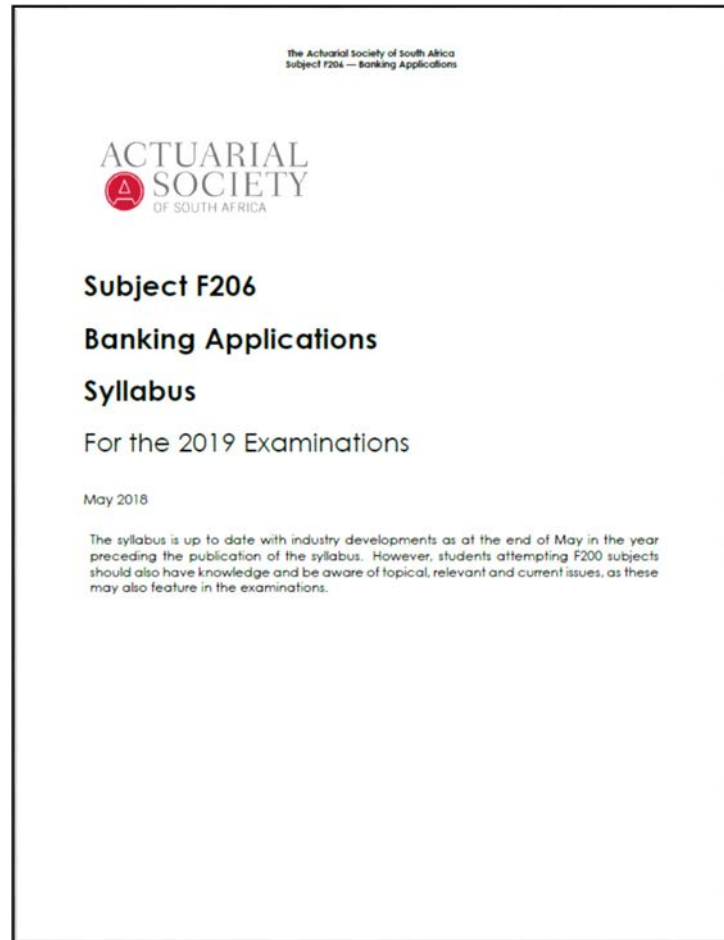 The Actuarial Society of South Africa
Subject F206 — Banking Applications
ACTUARIAL
SOCIETY
OF SOUTH AFRICA
Subject F206
Banking Applications
Syllabus
For the 2019 Examinations
May 2018
The syllabus is up to date with industry developments as at the end of May in the year
preceding the publication of the syllabus. However, students attempting F200 subjects
should also have knowledge and be aware of topical, relevant and current issues, as these
may also feature in the examinations.